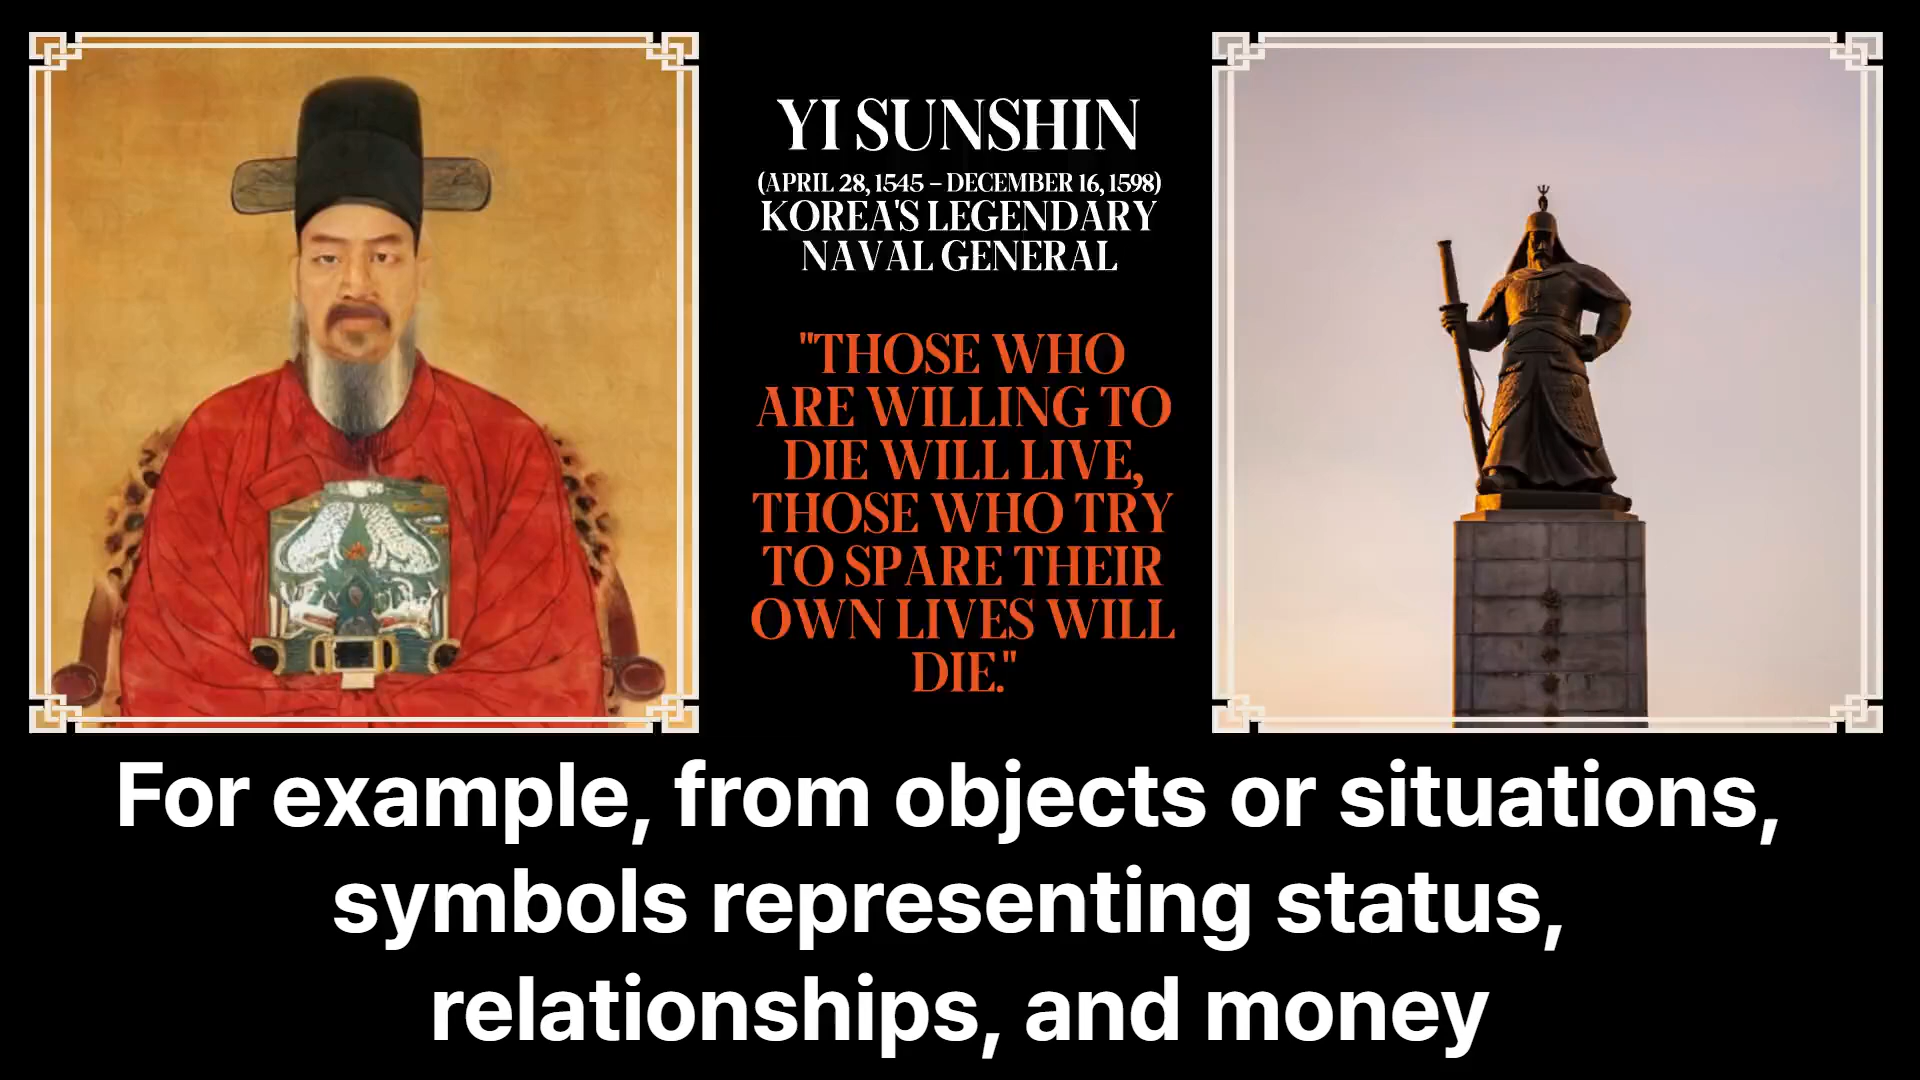 YI SUNSHIN
(APRIL 28, 1545 – DECEMBER 16, 1598)
KOREA'S LEGENDARY
NAVAL GENERAL
"THOSE WHO
ARE WILLING TO
DIE WILL LIVE,
THOSE WHO TRY
TO SPARE THEIR
OWN LIVES WILL
DIE."
For example, from objects or situations,
symbols representing status,
relationships, and money